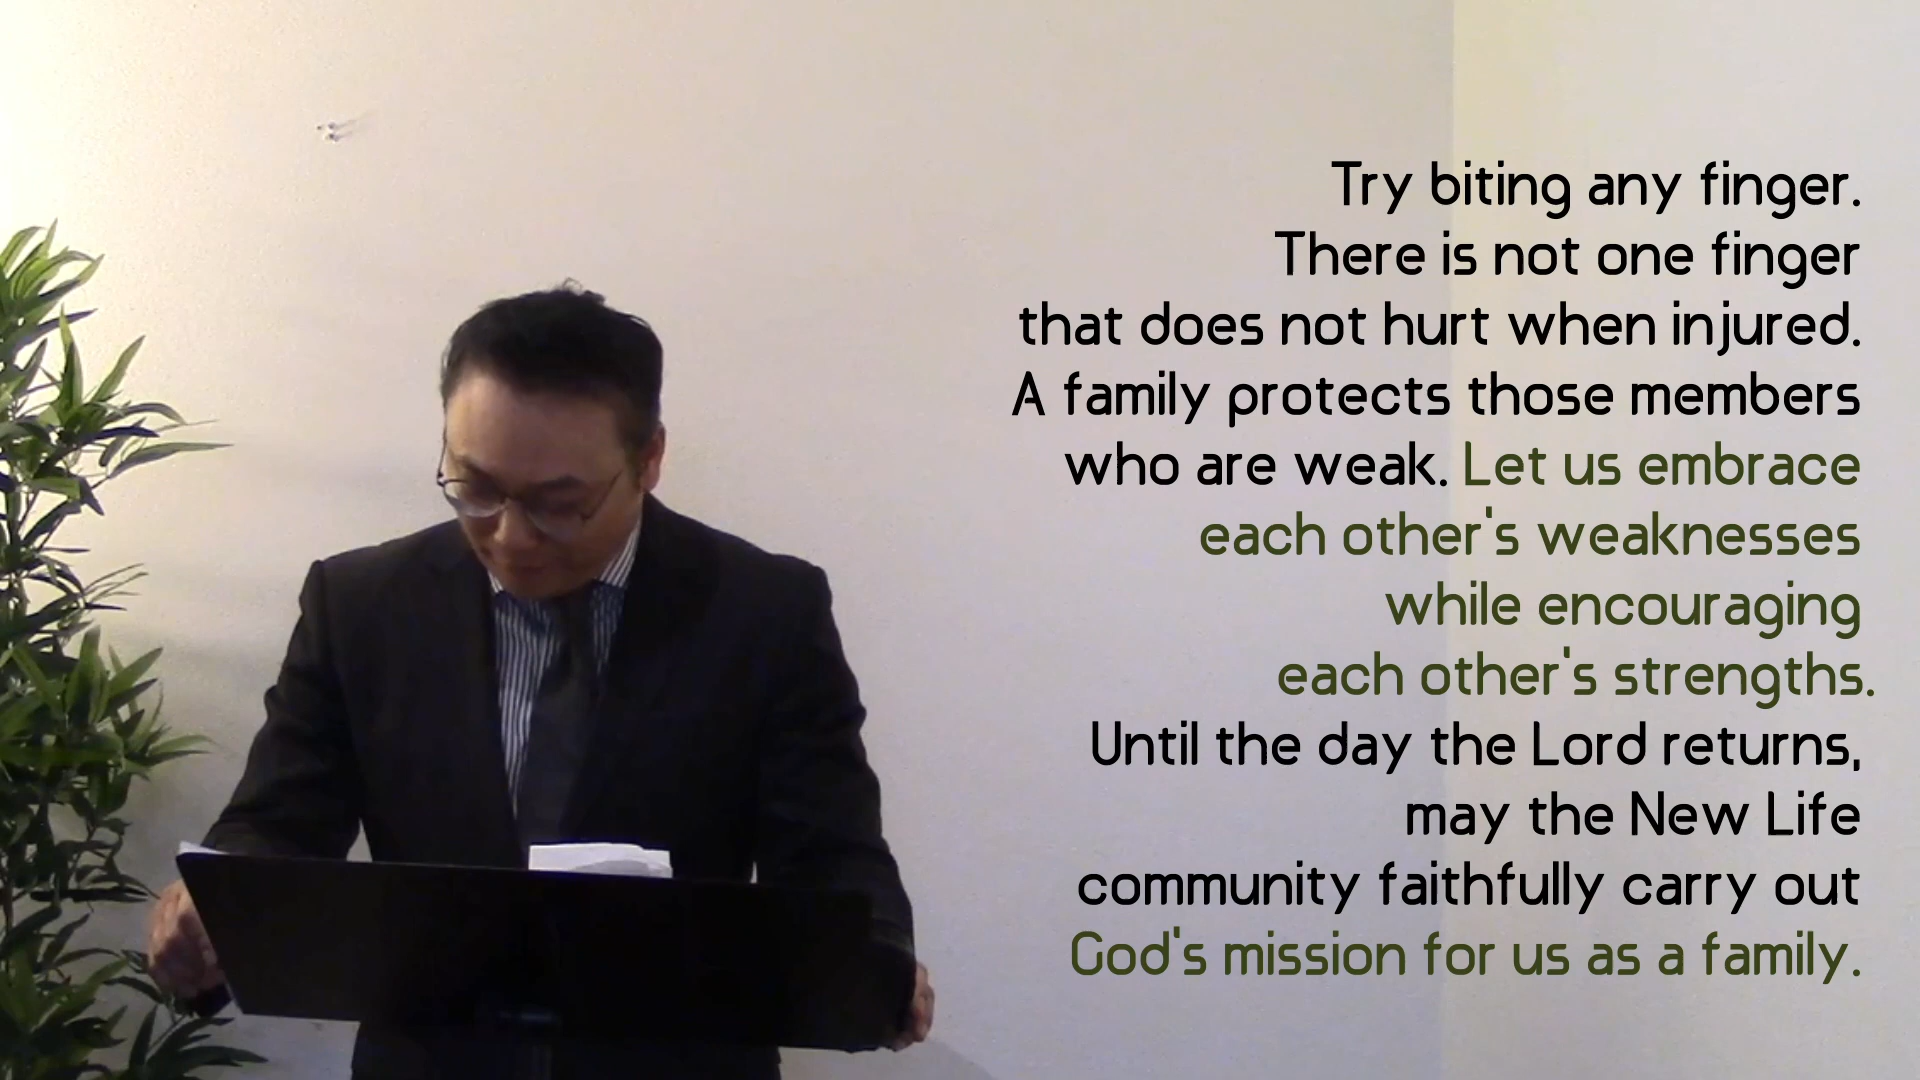 Try biting any finger.
There is not one finger
that does not hurt when injured.
A family protects those members
who are weak. Let us embrace
each other's weaknesses
while encouraging
each other's strengths.
Until the day the Lord returns,
may the New Life
community faithfully carry out
God's mission for us as a family.